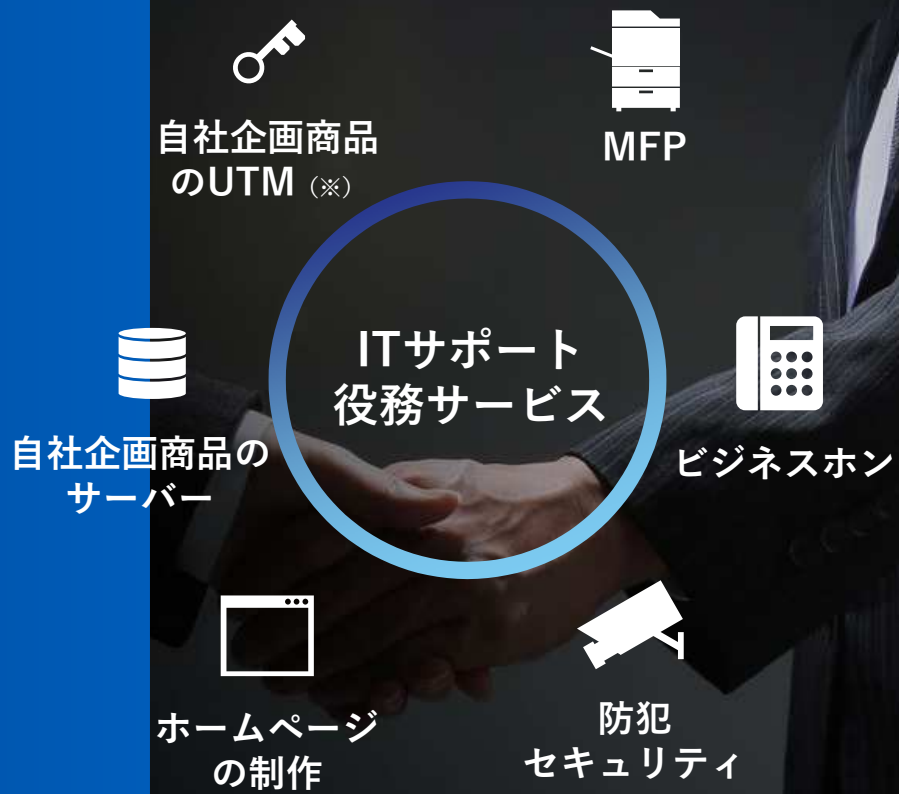 自社企画商品
のUTM（※）
MFP
ITサポート
役務サービス
自社企画商品の
サーバー
ビジネスホン
ホームページ
の制作
防犯
セキュリティ